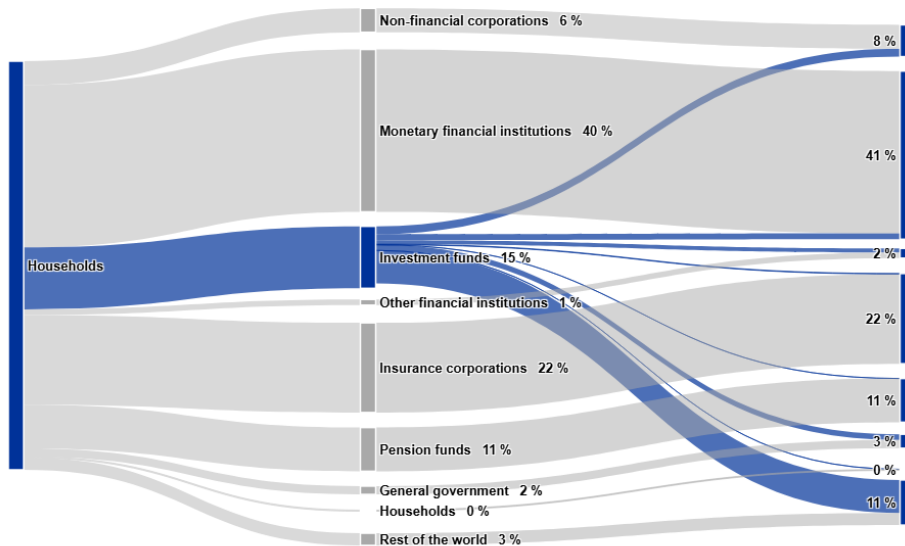 Non-financial corporations 6 %
8 %
Monetary financial institutions 40 %
41 %
Households
Investment funds 15 %
2 %
Other financial institutions 1 %
22 %
Insurance corporations 22 %
11 %
Pension funds 11 %
3 %
General government 2 %
0 %
Households 0 %
11 %
Rest of the world 3 %